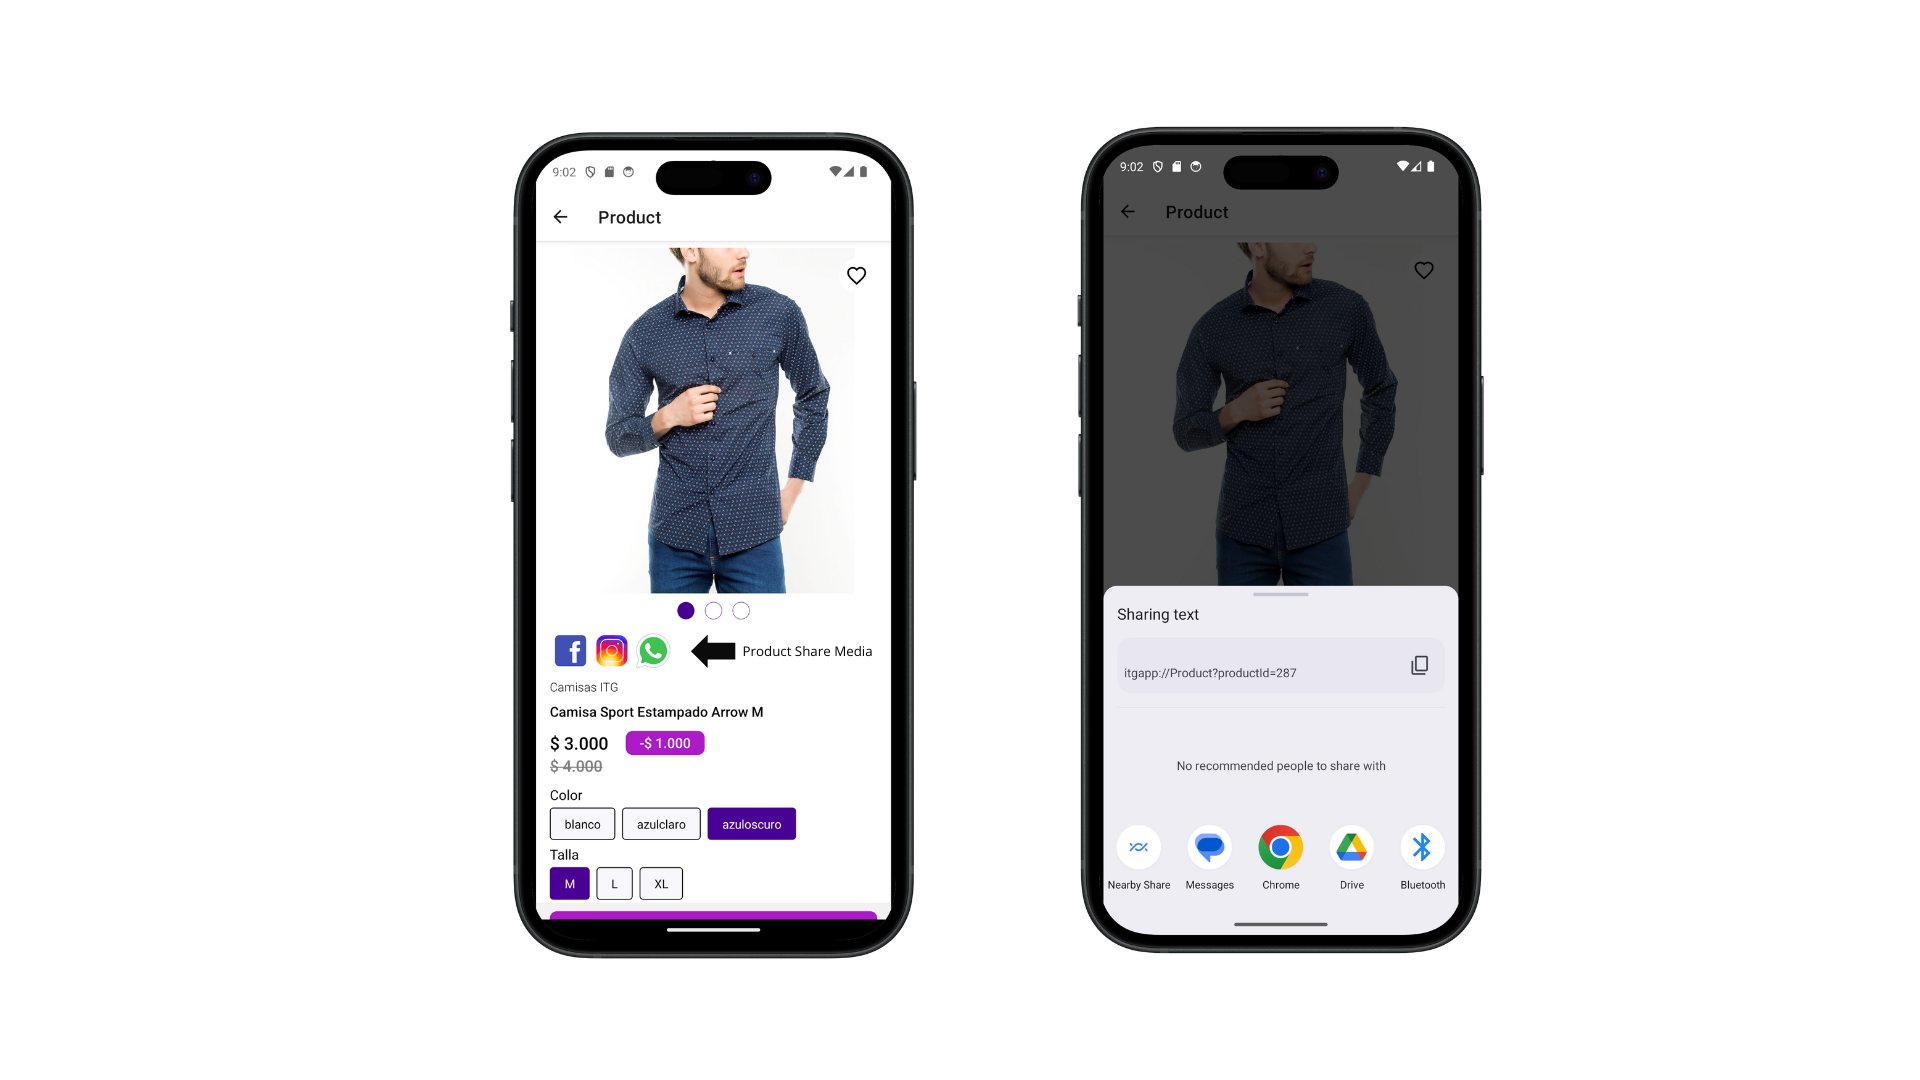 9:02
Product
Product Share Media
Camisas ITG
Camisa Sport Estampado Arrow M
$ 3.000 -$ 1.000
$ 4.000
Color
blanco azulclaro azuloscuro
Talla
M L XL
9:02
Product
Sharing text
itgapp://Product?productId=287
No recommended people to share with
Nearby Share Messages Chrome Drive Bluetooth